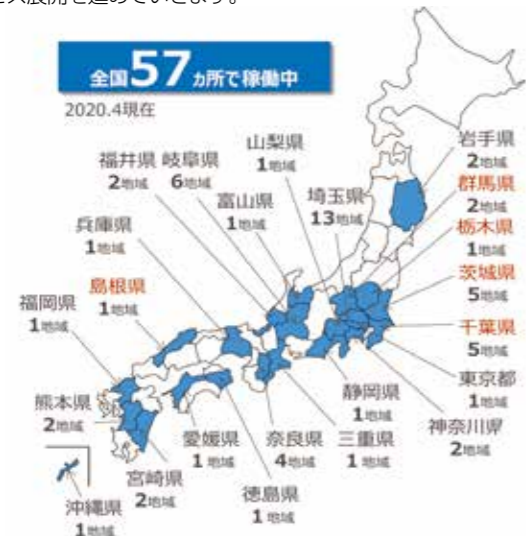 全国57カ所で稼働中
2020.4現在
山梨県
1地域
岩手県
2地域
福井県
2地域
岐阜県
6地域
群馬県
2地域
富山県
1地域
埼玉県
13地域
栃木県
1地域
兵庫県
1地域
茨城県
5地域
島根県
1地域
福岡県
1地域
千葉県
5地域
東京都
1地域
静岡県
1地域
神奈川県
2地域
熊本県
2地域
愛媛県
1地域
奈良県
4地域
三重県
1地域
宮崎県
2地域
徳島県
1地域
沖縄県
1地域